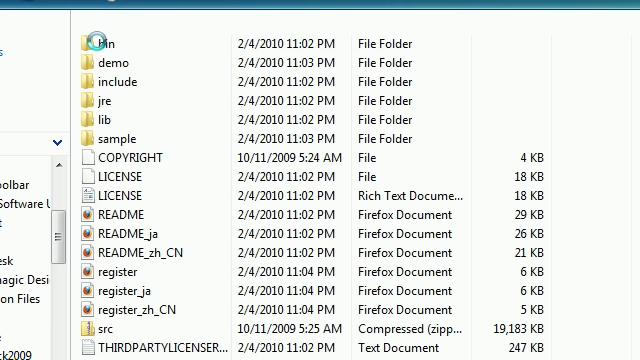 bin 2/4/2010 11:02 PM File Folder
demo 2/4/2010 11:03 PM File Folder
include 2/4/2010 11:02 PM File Folder
jre 2/4/2010 11:02 PM File Folder
lib 2/4/2010 11:02 PM File Folder
sample 2/4/2010 11:03 PM File Folder
COPYRIGHT 10/11/2009 5:24 AM File 4 KB
LICENSE 2/4/2010 11:02 PM File 18 KB
oolbar
LICENSE 2/4/2010 11:02 PM Rich Text Docume... 18 KB
Software U
README 2/4/2010 11:02 PM Firefox Document 29 KB
t
README_ja 2/4/2010 11:02 PM Firefox Document 26 KB
README_zh_CN 2/4/2010 11:02 PM Firefox Document 21 KB
esk
register 2/4/2010 11:04 PM Firefox Document 6 KB
magic Desi
register_ja 2/4/2010 11:04 PM Firefox Document 6 KB
on Files
register_zh_CN 2/4/2010 11:04 PM Firefox Document 5 KB
src 10/11/2009 5:25 AM Compressed (zipp... 19,183 KB
THIRDPARTYLICENSER... 2/4/2010 11:02 PM Text Document 247 KB
ck2009